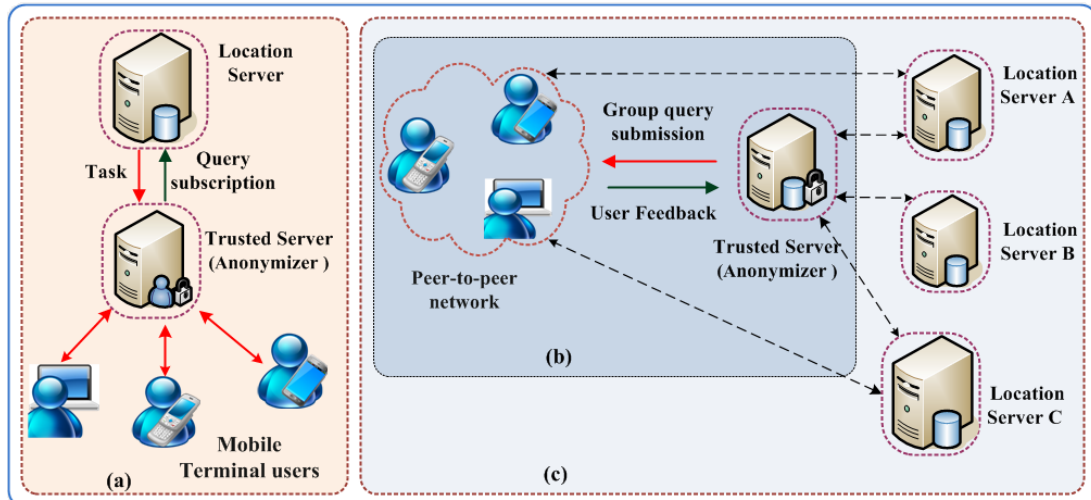 Location
Server
Task
Query
subscription
Trusted Server
(Anonymizer )
Mobile
Terminal users
(a)
Group query
submission
User Feedback
Peer-to-peer
network
Trusted Server
(Anonymizer )
(b)
Location
Server A
Location
Server B
Location
Server C
(c)